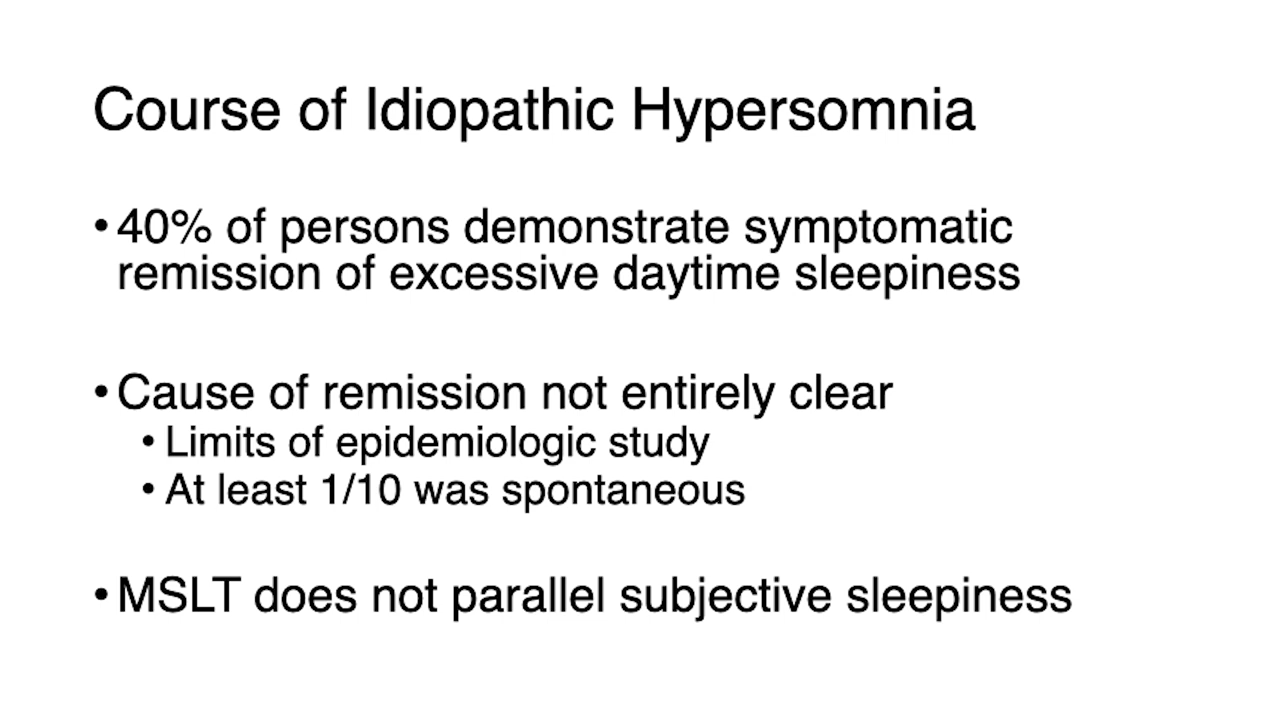 Course of Idiopathic Hypersomnia
• 40% of persons demonstrate symptomatic
remission of excessive daytime sleepiness
• Cause of remission not entirely clear
• Limits of epidemiologic study
• At least 1/10 was spontaneous
• MSLT does not parallel subjective sleepiness